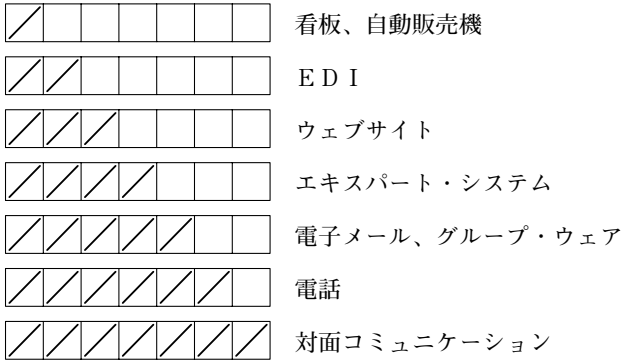 看板、自動販売機
ＥＤＩ
ウェブサイト
エキスパート・システム
電子メール、グループ・ウェア
電話
対面コミュニケーション